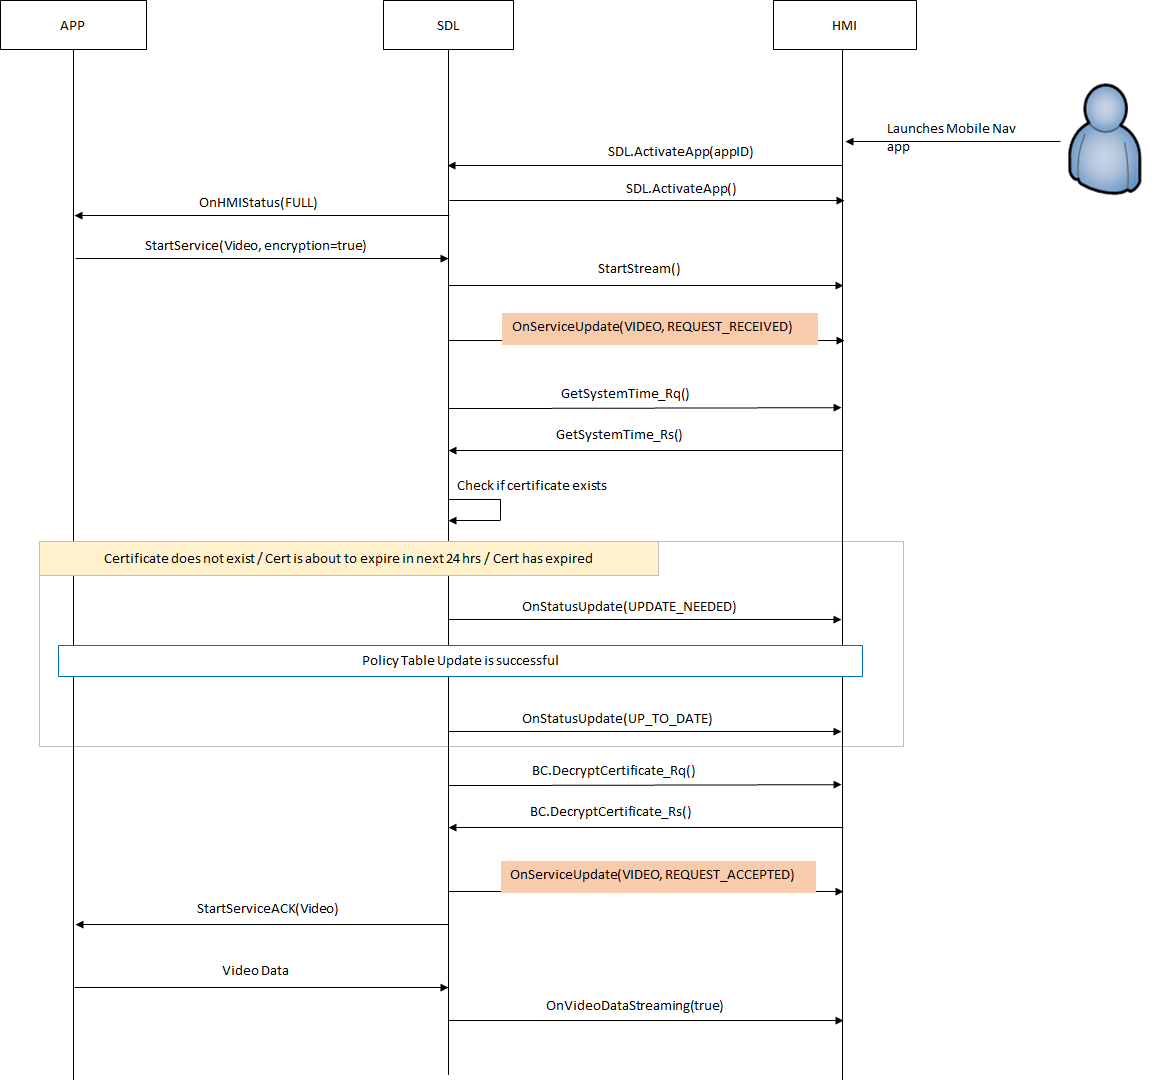 APP
SDL
HMI
Launches Mobile Nav
app
SDL.ActivateApp(appID)
SDL.ActivateApp()
OnHMIStatus(FULL)
StartService(Video, encryption=true)
StartStream()
OnServiceUpdate(VIDEO, REQUEST_RECEIVED)
GetSystemTime_Rq()
GetSystemTime_Rs()
Check if certificate exists
Certificate does not exist / Cert is about to expire in next 24 hrs / Cert has expired
OnStatusUpdate(UPDATE_NEEDED)
Policy Table Update is successful
OnStatusUpdate(UP_TO_DATE)
BC.DecryptCertificate_Rq()
BC.DecryptCertificate_Rs()
OnServiceUpdate(VIDEO, REQUEST_ACCEPTED)
StartServiceACK(Video)
Video Data
OnVideoDataStreaming(true)